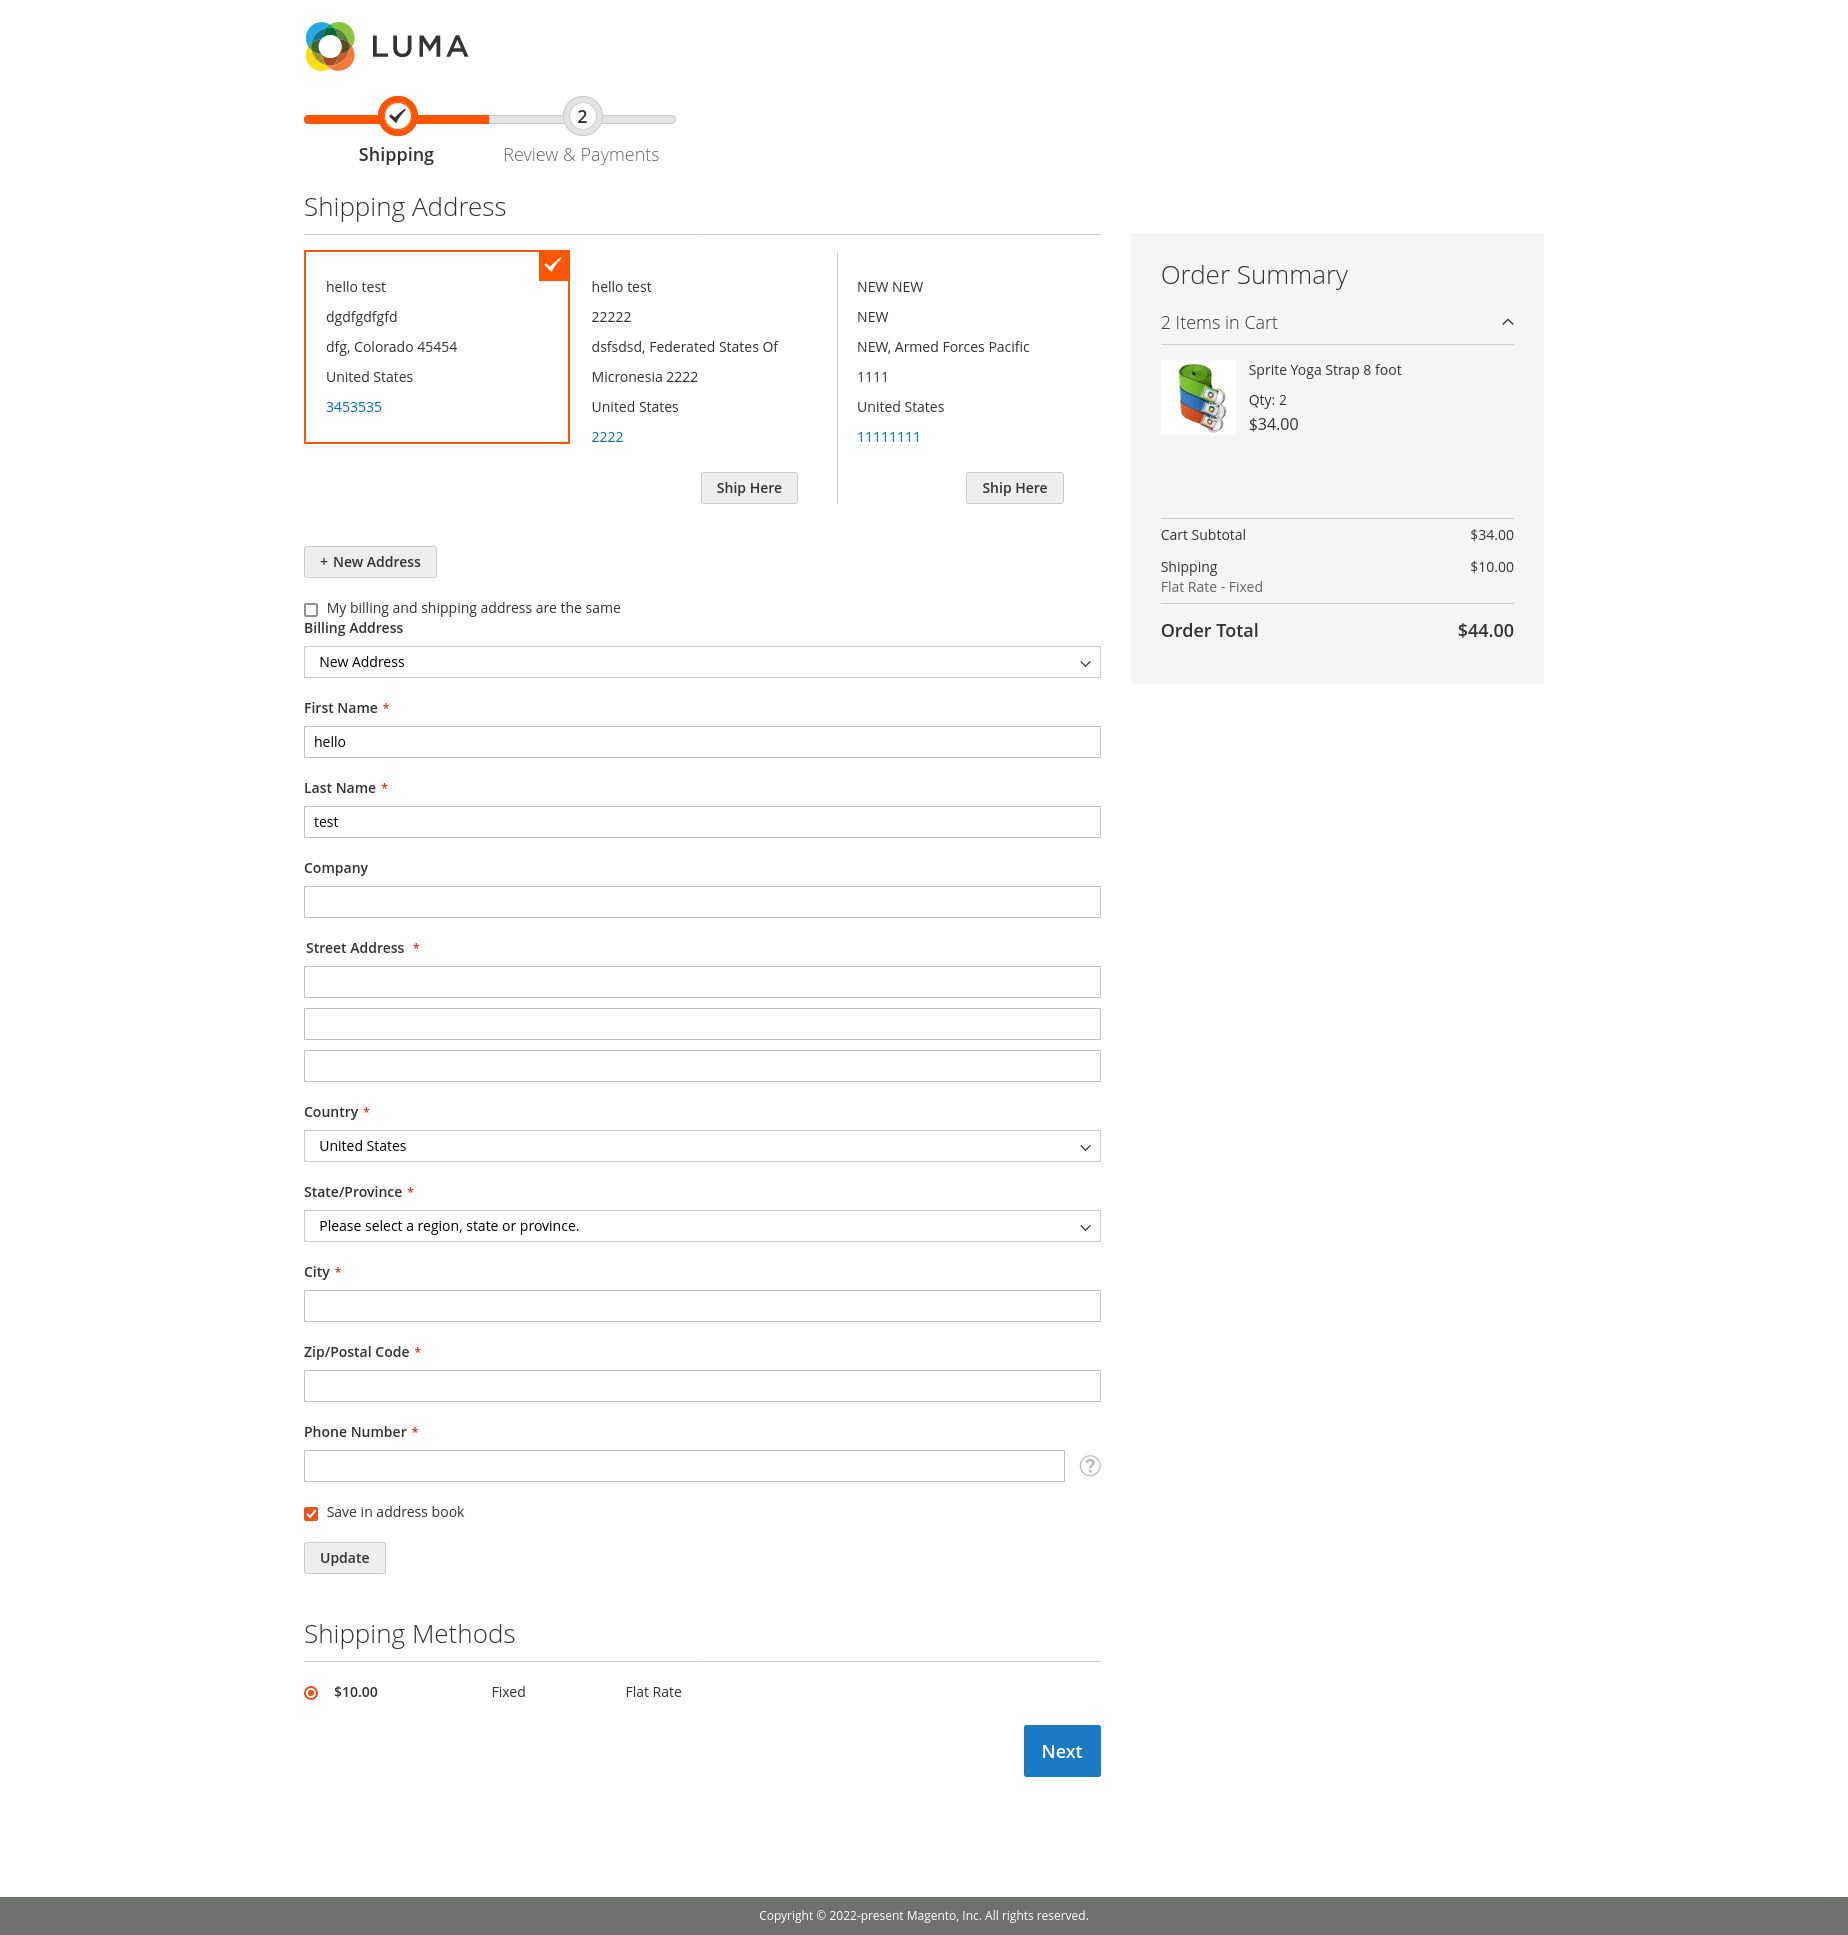 LUMA
2
Shipping
Review & Payments
Shipping Address
hello test
dgdfgdfgfd
dfg, Colorado 45454
United States
3453535
hello test
22222
dsfsdsd, Federated States Of
Micronesia 2222
United States
2222
Ship Here
NEW NEW
NEW
NEW, Armed Forces Pacific
1111
United States
11111111
Ship Here
+ New Address
My billing and shipping address are the same
Billing Address
New Address
First Name *
hello
Last Name *
test
Company
Street Address *
Country *
United States
State/Province *
Please select a region, state or province.
City *
Zip/Postal Code *
Phone Number *
?
Save in address book
Update
Shipping Methods
$10.00 Fixed Flat Rate
Next
Order Summary
2 Items in Cart
Sprite Yoga Strap 8 foot
Qty: 2
$34.00
Cart Subtotal $34.00
Shipping $10.00
Flat Rate - Fixed
Order Total $44.00
Copyright © 2022-present Magento, Inc. All rights reserved.